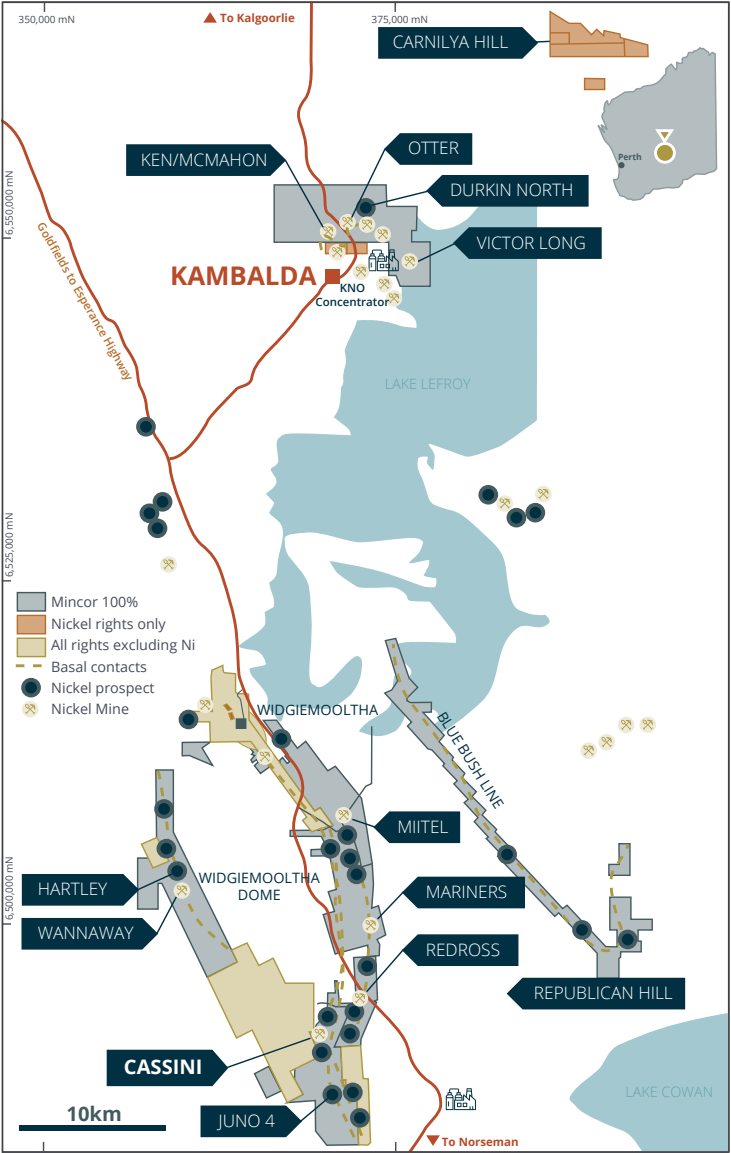 350,000 mN
375,000 mN
To Kalgoorlie
CARNILYA HILL
Perth
OTTER
KEN/MCMAHON
DURKIN NORTH
6,550,000 mN
VICTOR LONG
Goldfields to Esperance Highway
KAMBALDA
KNO
Concentrator
LAKE LEFROY
6,525,000 mN
Mincor 100%
Nickel rights only
All rights excluding Ni
Basal contacts
Nickel prospect
Nickel Mine
WIDGIEMOOLTHA
BLUE BUSH LINE
MIITEL
HARTLEY
WIDGIEMOOLTHA
DOME
MARINERS
6,500,000 mN
WANNAWAY
REDROSS
REPUBLICAN HILL
CASSINI
LAKE COWAN
10km
JUNO 4
To Norseman